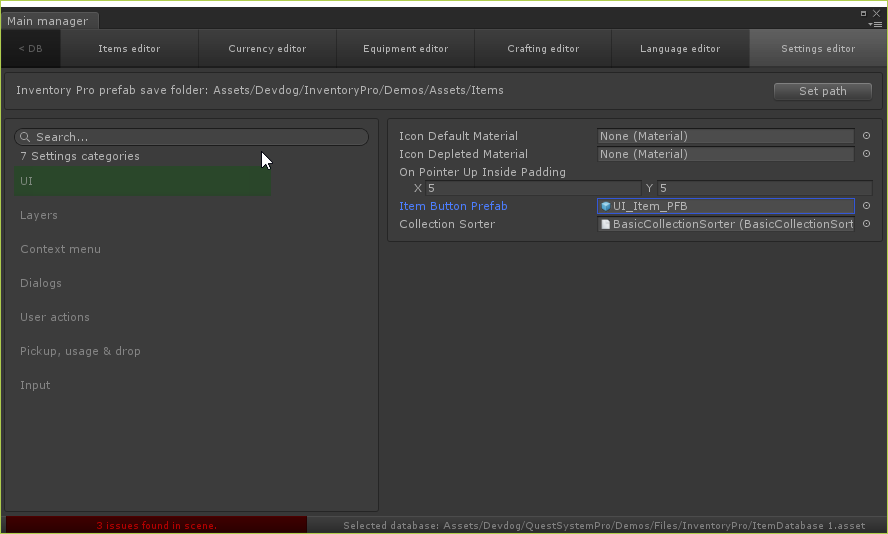 Main manager
< DB
Items editor
Currency editor
Equipment editor
Crafting editor
Language editor
Settings editor
Inventory Pro prefab save folder: Assets/Devdog/InventoryPro/Demos/Assets/Items
Set path
Search...
7 Settings categories
UI
Layers
Context menu
Dialogs
User actions
Pickup, usage & drop
Input
Icon Default Material
None (Material)
Icon Depleted Material
None (Material)
On Pointer Up Inside Padding
X 5
Y 5
Item Button Prefab
UI_Item_PFB
Collection Sorter
BasicCollectionSorter (BasicCollectionSort
3 issues found in scene.
Selected database: Assets/Devdog/QuestSystemPro/Demos/Files/InventoryPro/ItemDatabase 1.asset